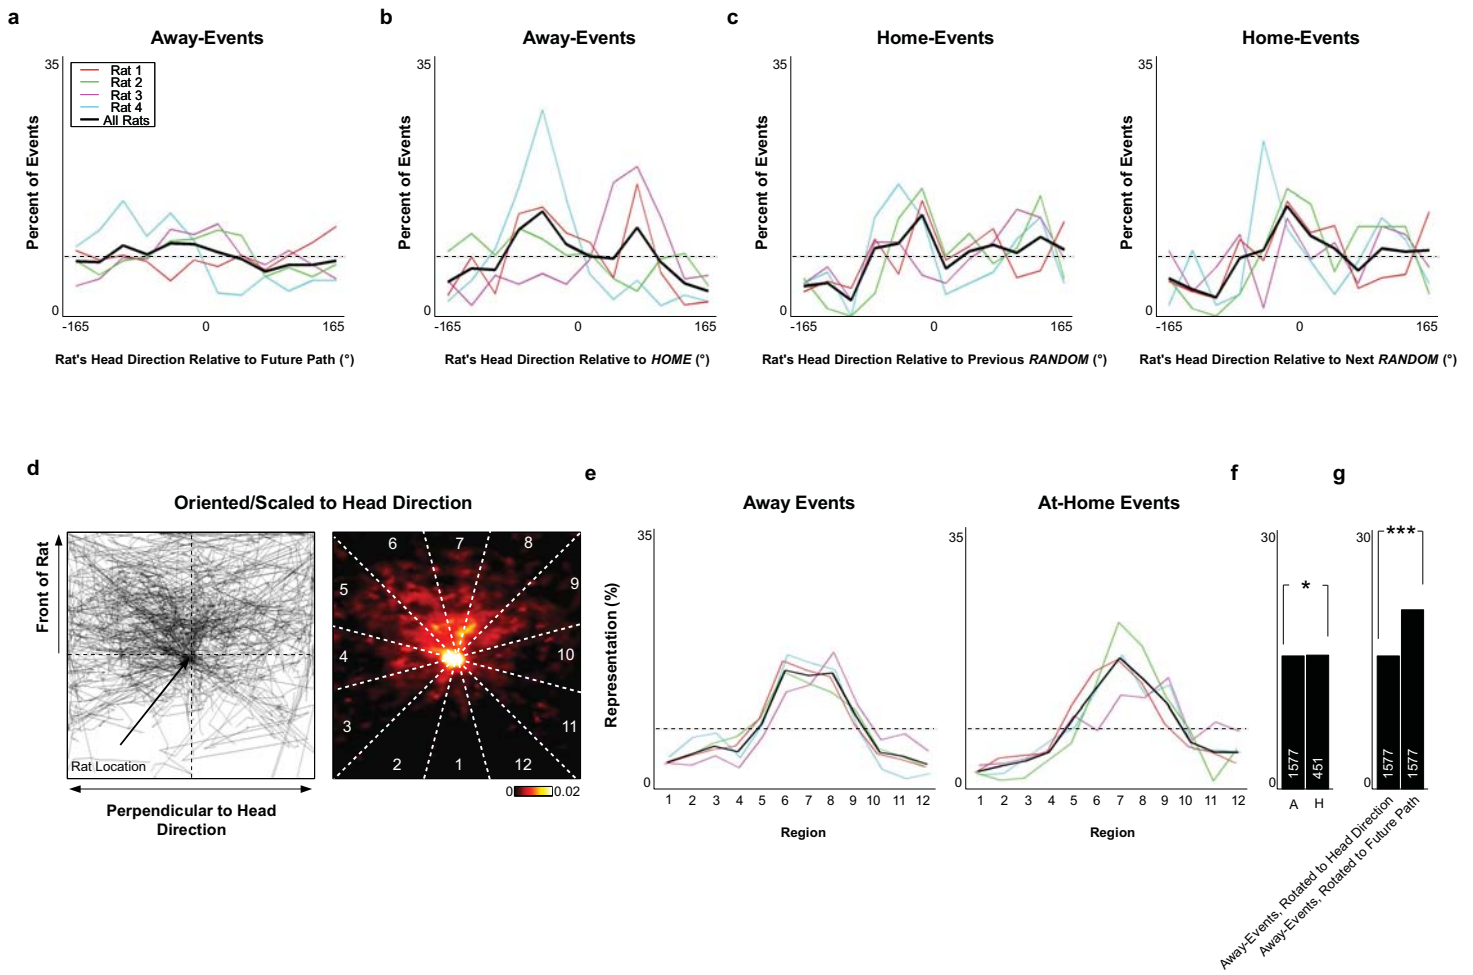 a
Away-Events
35
Rat 1
Rat 2
Rat 3
Rat 4
All Rats
Percent of Events
0
-165
0
165
Rat's Head Direction Relative to Future Path (°)
b
Away-Events
35
Percent of Events
0
-165
0
165
Rat's Head Direction Relative to HOME (°)
c
Home-Events
35
Percent of Events
0
-165
0
165
Rat's Head Direction Relative to Previous RANDOM (°)
Home-Events
35
Percent of Events
0
-165
0
165
Rat's Head Direction Relative to Next RANDOM (°)
d
Oriented/Scaled to Head Direction
Front of Rat
Rat Location
Perpendicular to Head
Direction
6
7
8
5
9
4
10
3
11
2
1
12
0
0.02
e
Away Events
35
Representation (%)
0
1 2 3 4 5 6 7 8 9 10 11 12
Region
At-Home Events
35
0
1 2 3 4 5 6 7 8 9 10 11 12
Region
f
30
*
0
1577
451
A H
g
30
***
0
1577
1577
Away-Events, Rotated to Head Direction
Away-Events, Rotated to Future Path